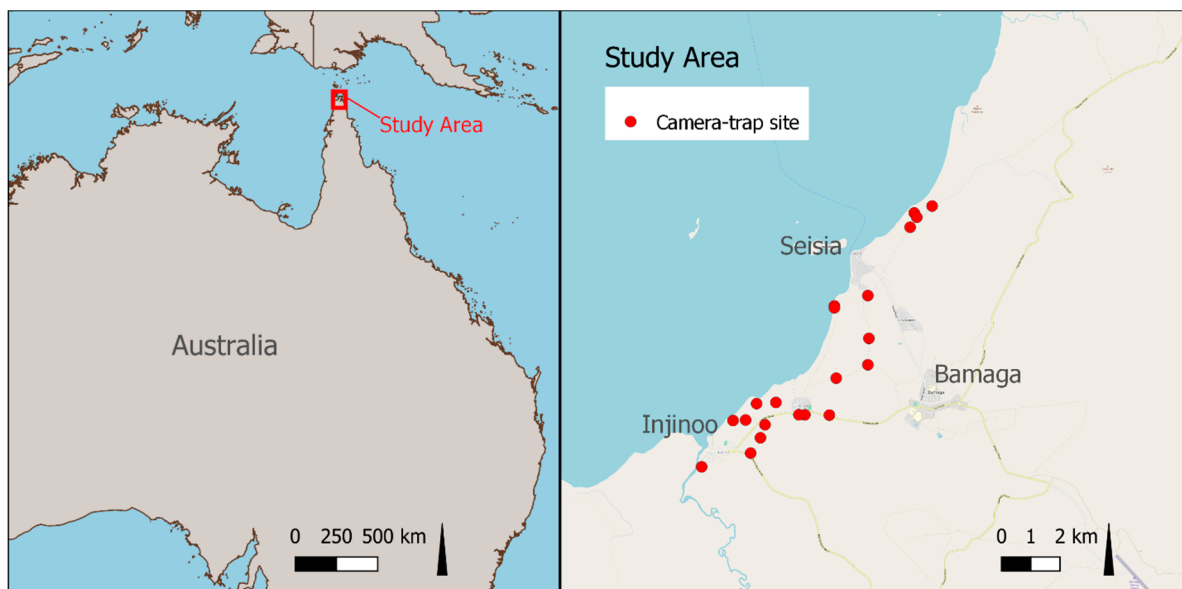 Study Area
Australia
0 250 500 km
Study Area
Camera-trap site
Seisia
Bamaga
Injinoo
0 1 2 km